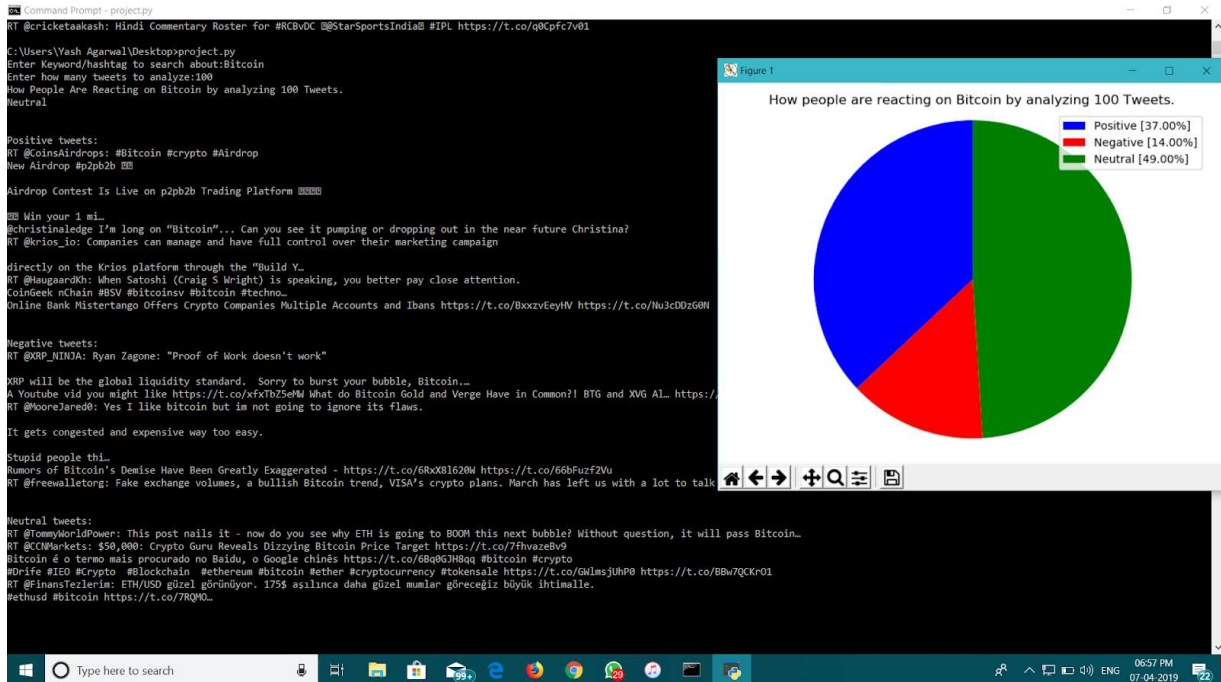 Command Prompt - project.py
RT @cricketaakash: Hindi Commentary Roster for #RCBvDC @StarSportsIndia #IPL https://t.co/q0Cpfc7v01
C:\Users\Yash Agarwal\Desktop>project.py
Enter Keyword/hashtag to search about:Bitcoin
Enter how many tweets to analyze:100
How People Are Reacting on Bitcoin by analyzing 100 Tweets.
Neutral
Positive tweets:
RT @CoinsAirdrops: #Bitcoin #crypto #Airdrop
New Airdrop #p2pb2b
Airdrop Contest Is Live on p2pb2b Trading Platform
Win your 1 mi…
@christinaledge I’m long on “Bitcoin”... Can you see it pumping or dropping out in the near future Christina?
RT @krios_io: Companies can manage and have full control over their marketing campaign
directly on the Krios platform through the “Build Y…
RT @HaugaardKh: When Satoshi (Craig S Wright) is speaking, you better pay close attention.
CoinGeek nChain #BSV #bitcoinsv #bitcoin #techno…
Online Bank Mistertango Offers Crypto Companies Multiple Accounts and Ibans https://t.co/BxxzvEeyHV https://t.co/Nu3cDDzG0N
Negative tweets:
RT @XRP_NINJA: Ryan Zagone: "Proof of Work doesn't work"
XRP will be the global liquidity standard.  Sorry to burst your bubble, Bitcoin.…
A Youtube vid you might like https://t.co/xfxTbZ5eMW What do Bitcoin Gold and Verge Have in Common?! BTG and XVG Al… https:/
RT @MooreJared0: Yes I like bitcoin but im not going to ignore its flaws.
It gets congested and expensive way too easy.
Stupid people thi…
Rumors of Bitcoin's Demise Have Been Greatly Exaggerated - https://t.co/6RxX8l620W https://t.co/66bFuzf2Vu
RT @freewalletorg: Fake exchange volumes, a bullish Bitcoin trend, VISA’s crypto plans. March has left us with a lot to talk
Neutral tweets:
RT @TommyWorldPower: This post nails it - now do you see why ETH is going to BOOM this next bubble? Without question, it will pass Bitcoin…
RT @CCNMarkets: $50,000: Crypto Guru Reveals Dizzying Bitcoin Price Target https://t.co/7fhvazeBv9
Bitcoin é o termo mais procurado no Baidu, o Google chinês https://t.co/6Bq0GJH8qq #bitcoin #crypto
#Drife #IEO #Crypto  #Blockchain  #ethereum #bitcoin #ether #cryptocurrency #tokensale https://t.co/GWlmsjUhP0 https://t.co/BBw7QCKrO1
RT @FinansTezlerim: ETH/USD güzel görünüyor. 175$ aşılınca daha güzel mumlar göreceğiz büyük ihtimalle.
#ethusd #bitcoin https://t.co/7RQMO…
Figure 1
How people are reacting on Bitcoin by analyzing 100 Tweets.
Positive [37.00%]
Negative [14.00%]
Neutral [49.00%]
Type here to search
99+
29
ENG
06:57 PM
07-04-2019
22